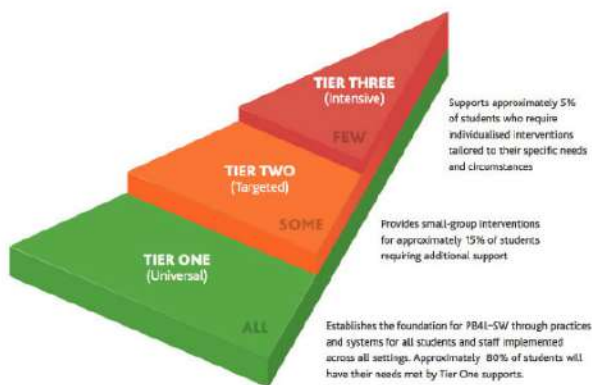 TIER THREE
(Intensive)
FEW
Supports approximately 5%
of students who require
individualised interventions
tailored to their specific needs
and circumstances
TIER TWO
(Targeted)
SOME
Provides small-group interventions
for approximately 15% of students
requiring additional support
TIER ONE
(Universal)
ALL
Establishes the foundation for PB4L–SW through practices
and systems for all students and staff implemented
across all settings. Approximately 80% of students will
have their needs met by Tier One supports.